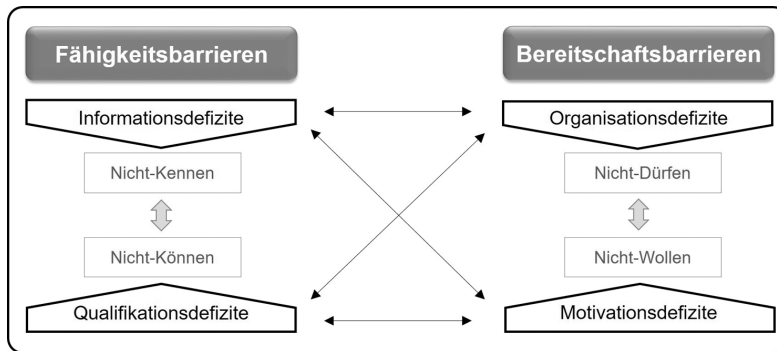 Fähigkeitsbarrieren
Informationsdefizite
Nicht-Kennen
Nicht-Können
Qualifikationsdefizite
Bereitschaftsbarrieren
Organisationsdefizite
Nicht-Dürfen
Nicht-Wollen
Motivationsdefizite